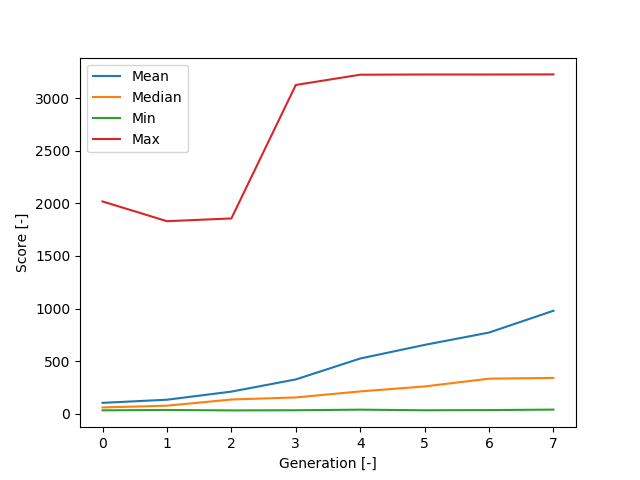 Mean
Median
Min
Max
3000
2500
2000
1500
1000
500
0
Score [-]
0 1 2 3 4 5 6 7
Generation [-]